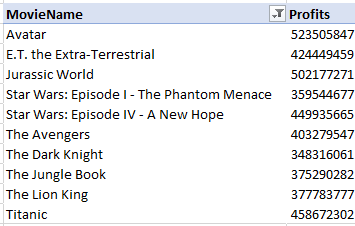 MovieName Profits
Avatar 523505847
E.T. the Extra-Terrestrial 424449459
Jurassic World 502177271
Star Wars: Episode I - The Phantom Menace 359544677
Star Wars: Episode IV - A New Hope 449935665
The Avengers 403279547
The Dark Knight 348316061
The Jungle Book 375290282
The Lion King 377783777
Titanic 458672302